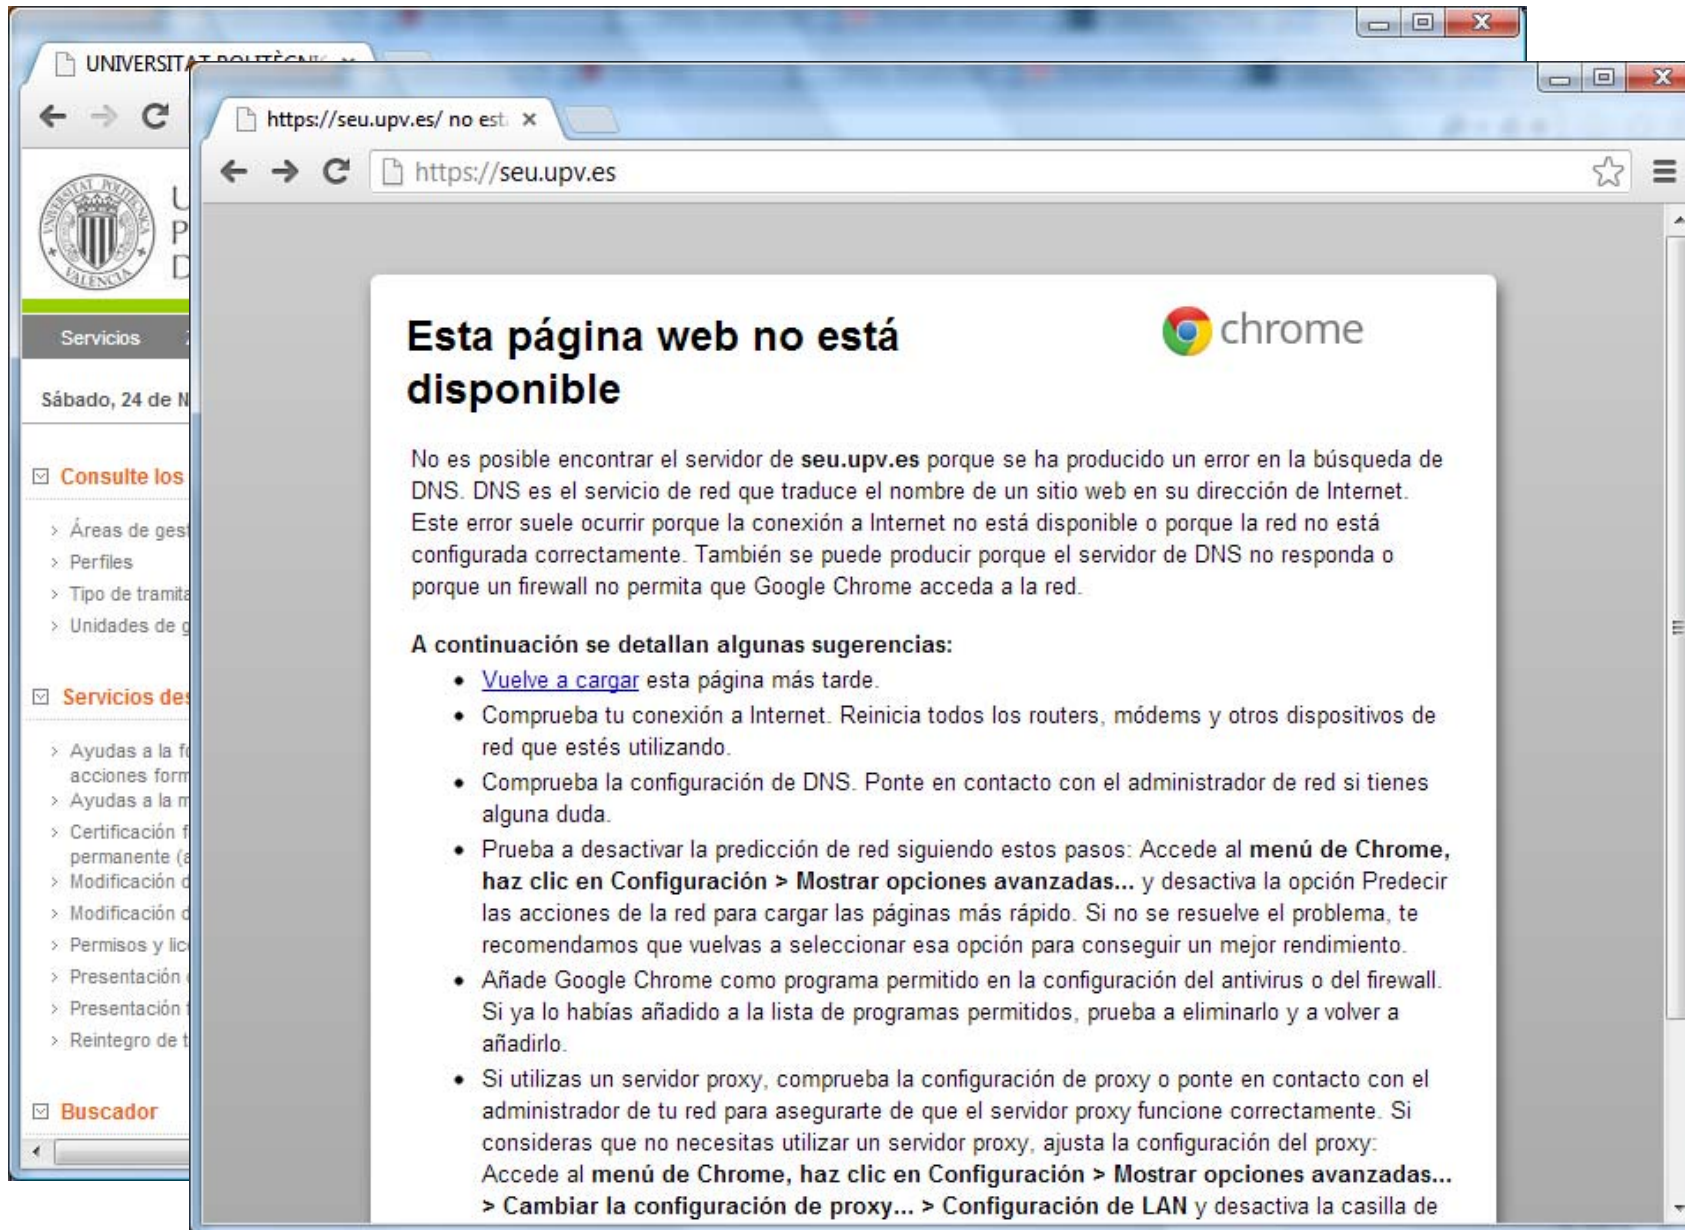 UNIVERSITAT POLITÈCNI
UNIVERSITAT POLITECNICA
VALENCIA
U
P
D
Servicios
Sábado, 24 de N
Consulte los
> Áreas de gest
> Perfiles
> Tipo de tramita
> Unidades de g
Servicios des
> Ayudas a la fo
acciones form
> Ayudas a la m
> Certificación f
permanente (a
> Modificación d
> Modificación d
> Permisos y lice
> Presentación
> Presentación
> Reintegro de t
Buscador
https://seu.upv.es/ no est
https://seu.upv.es
Esta página web no está
disponible
chrome
No es posible encontrar el servidor de seu.upv.es porque se ha producido un error en la búsqueda de
DNS. DNS es el servicio de red que traduce el nombre de un sitio web en su dirección de Internet.
Este error suele ocurrir porque la conexión a Internet no está disponible o porque la red no está
configurada correctamente. También se puede producir porque el servidor de DNS no responda o
porque un firewall no permita que Google Chrome acceda a la red.
A continuación se detallan algunas sugerencias:
• Vuelve a cargar esta página más tarde.
• Comprueba tu conexión a Internet. Reinicia todos los routers, módems y otros dispositivos de
red que estés utilizando.
• Comprueba la configuración de DNS. Ponte en contacto con el administrador de red si tienes
alguna duda.
• Prueba a desactivar la predicción de red siguiendo estos pasos: Accede al menú de Chrome,
haz clic en Configuración > Mostrar opciones avanzadas... y desactiva la opción Predecir
las acciones de la red para cargar las páginas más rápido. Si no se resuelve el problema, te
recomendamos que vuelvas a seleccionar esa opción para conseguir un mejor rendimiento.
• Añade Google Chrome como programa permitido en la configuración del antivirus o del firewall.
Si ya lo habías añadido a la lista de programas permitidos, prueba a eliminarlo y a volver a
añadirlo.
• Si utilizas un servidor proxy, comprueba la configuración de proxy o ponte en contacto con el
administrador de tu red para asegurarte de que el servidor proxy funcione correctamente. Si
consideras que no necesitas utilizar un servidor proxy, ajusta la configuración del proxy:
Accede al menú de Chrome, haz clic en Configuración > Mostrar opciones avanzadas...
> Cambiar la configuración de proxy... > Configuración de LAN y desactiva la casilla de